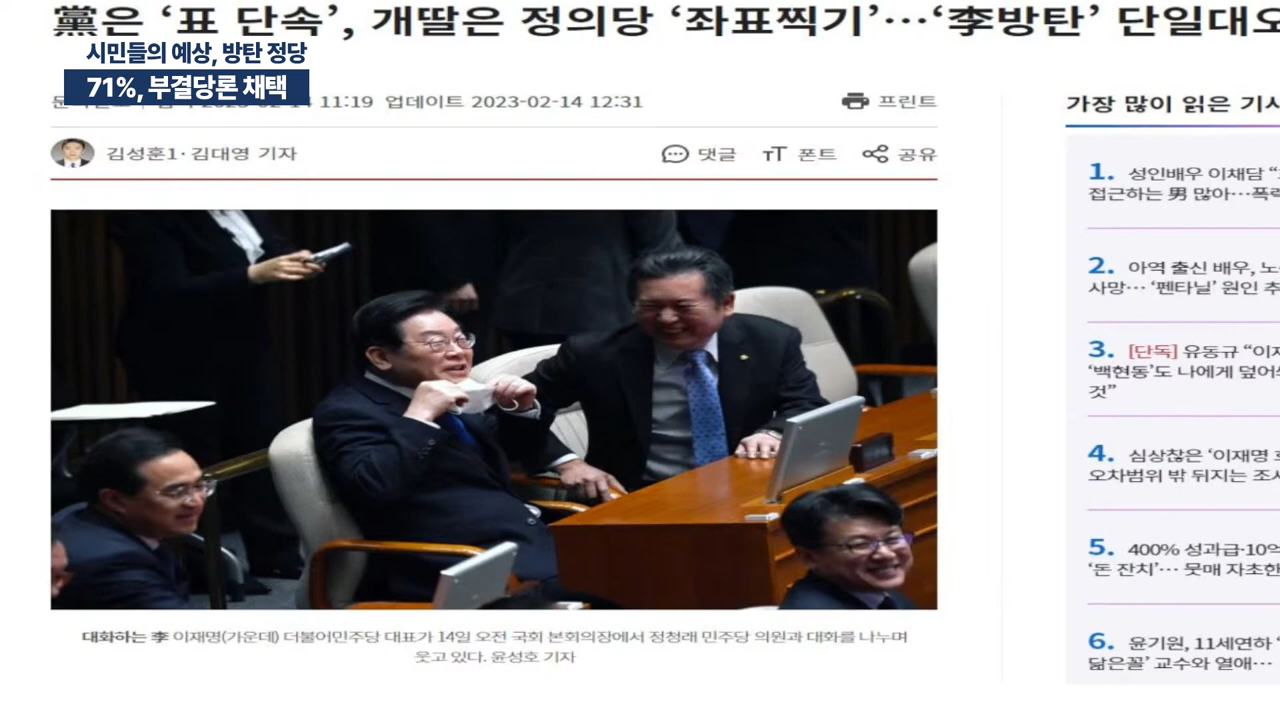 黨은 ‘표 단속’, 개딸은 정의당 ‘좌표찍기’…‘李방탄’ 단일대오
시민들의 예상, 방탄 정당
71%, 부결당론 채택
11:19 업데이트 2023-02-14 12:31
프린트
김성훈1·김대영 기자
댓글 폰트 공유
대화하는 李 이재명(가운데) 더불어민주당 대표가 14일 오전 국회 본회의장에서 정청래 민주당 의원과 대화를 나누며
웃고 있다. 윤성호 기자
가장 많이 읽은 기사
1. 성인배우 이채담
접근하는 男 많아…폭력
2. 아역 출신 배우,
사망… ‘펜타닐’ 원인
3. [단독] 유동규 “이재
‘백현동’도 나에게
것”
4. 심상찮은 ‘이재명
오차범위 밖 뒤지는 조사
5. 400% 성과급·10억
‘돈 잔치’… 뭇매 자초한
6. 윤기원, 11세연하
닮은꼴’ 교수와 열애…